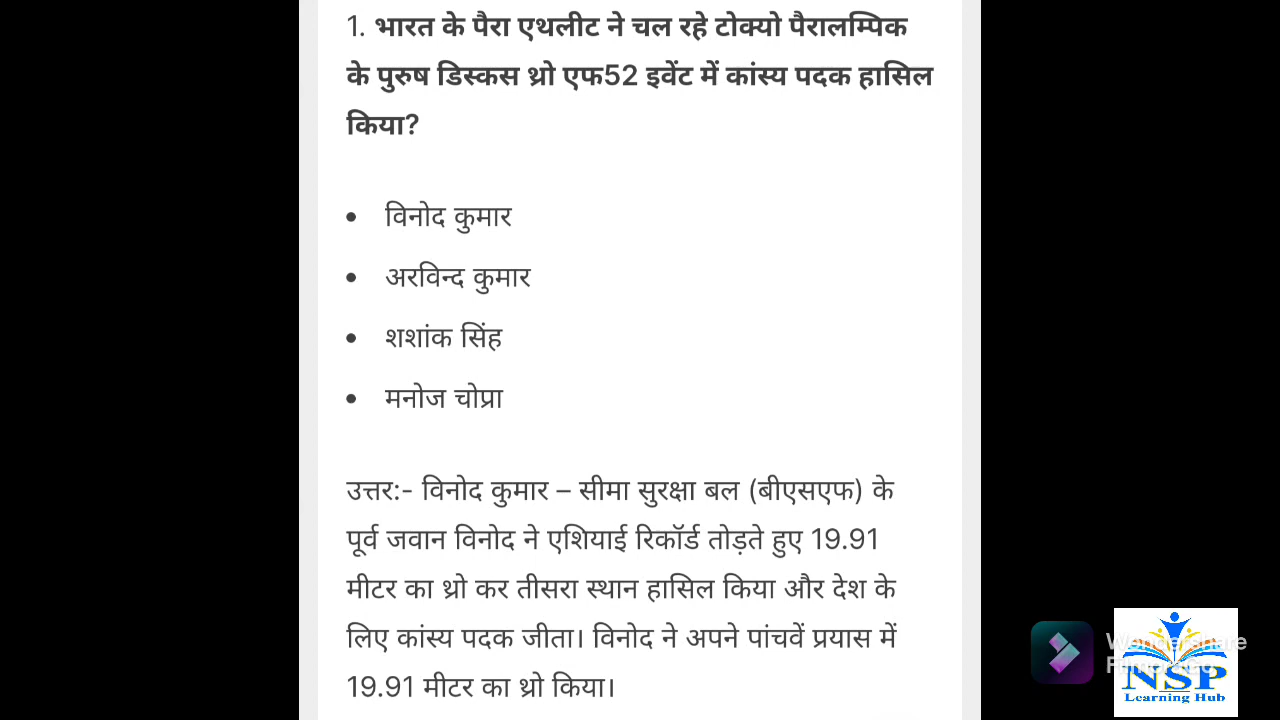 1. भारत के पैरा एथलीट ने चल रहे टोक्यो पैरालम्पिक
के पुरुष डिस्कस थ्रो एफ52 इवेंट में कांस्य पदक हासिल
किया?
• विनोद कुमार
• अरविन्द कुमार
• शशांक सिंह
• मनोज चोप्रा
उत्तर:- विनोद कुमार – सीमा सुरक्षा बल (बीएसएफ) के
पूर्व जवान विनोद ने एशियाई रिकॉर्ड तोड़ते हुए 19.91
मीटर का थ्रो कर तीसरा स्थान हासिल किया और देश के
लिए कांस्य पदक जीता। विनोद ने अपने पांचवें प्रयास में
19.91 मीटर का थ्रो किया।
Wondershare
NSP
Learning Hub